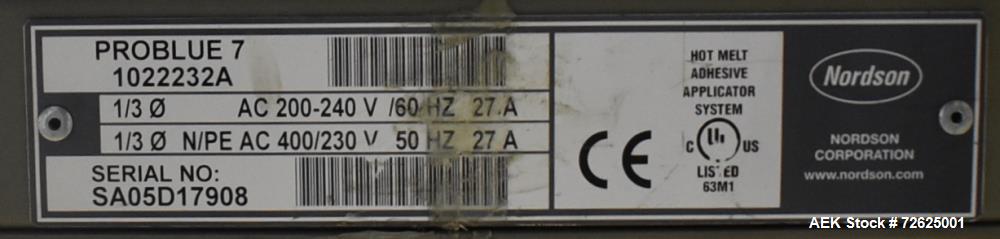 PROBLUE 7
1022232A
1/3 Ø AC 200-240 V /60 HZ 27 A
1/3 Ø N/PE AC 400/230 V 50 HZ 27 A
SERIAL NO:
SA05D17908
CE
HOT MELT
ADHESIVE
APPLICATOR
SYSTEM
C UL US
LISTED
63M1
Nordson
NORDSON
CORPORATION
www.nordson.com
AEK Stock # 72625001